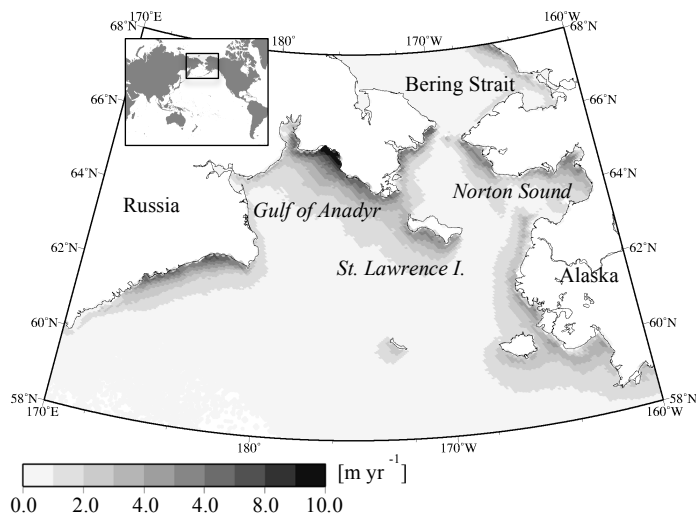 170˚E
160˚W
68˚N
180˚
170˚W
68˚N
Bering Strait
66˚N
66˚N
64˚N
64˚N
Norton Sound
Russia
Gulf of Anadyr
62˚N
62˚N
St. Lawrence I.
Alaska
60˚N
60˚N
58˚N
58˚N
170˚E
160˚W
180˚
170˚W
[m yr -1]
0.0 2.0 4.0 4.0 8.0 10.0